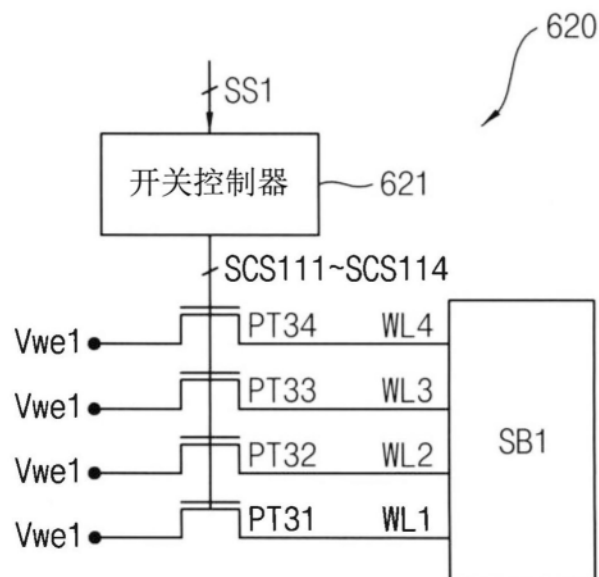 620
SS1
开关控制器
621
SCS111~SCS114
Vwe1 PT34 WL4
Vwe1 PT33 WL3
SB1
Vwe1 PT32 WL2
Vwe1 PT31 WL1